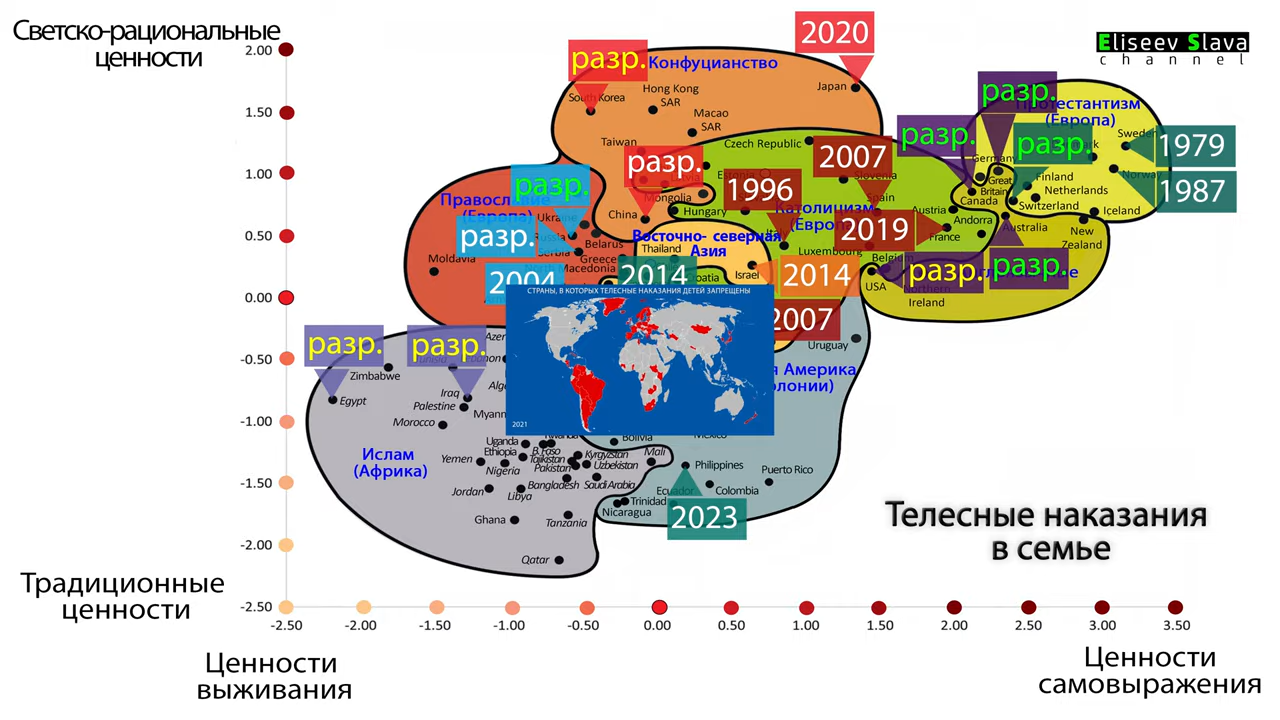 Светско-рациональные
ценности
Eliseev Slava
channel
2.00
1.50
1.00
0.50
0.00
-0.50
-1.00
-1.50
-2.00
-2.50
разр.
Конфуцианство
2020
South Korea
Hong Kong
SAR
Japan
Macao
SAR
Taiwan
разр.
Протестантизм
(Европа)
разр.
разр.
Sweden
1979
Norway
1987
Czech Republic
2007
Slovenia
Germany
Great
Britain
Finland
Netherlands
Canada
Switzerland
Iceland
Australia
New
Zealand
разр.
Православие
(Европа)
разр.
Ukraine
разр.
Belarus
Serbia
Greece
Macedonia
Moldavia
2004
Estonia
Mongolia
China
Hungary
1996
Католицизм
Spain
Austria
Andorra
2019
France
Luxembourg
Восточно- северная
Азия
Thailand
Israel
2014
2014
2007
Belgium
USA
Northern
Ireland
разр.
разр.
СТРАНЫ, В КОТОРЫХ ТЕЛЕСНЫЕ НАКАЗАНИЯ ДЕТЕЙ ЗАПРЕЩЕНЫ
2021
Uruguay
Америка
разр.
разр.
Zimbabwe
Egypt
Iraq
Palestine
Morocco
Ислам
(Африка)
Uganda
Ethiopia
Yemen
Nigeria
B. Faso
Tajikistan
Pakistan
Kyrgyzstan
Uzbekistan
Bangladesh
Saudi Arabia
Jordan
Libya
Ghana
Tanzania
Qatar
Bolivia
Mexico
Mali
Philippines
Puerto Rico
Ecuador
Colombia
Trinidad
Nicaragua
2023
Телесные наказания
в семье
Традиционные
ценности
-2.50
-2.00
-1.50
-1.00
-0.50
0.00
0.50
1.00
1.50
2.00
2.50
3.00
3.50
Ценности
выживания
Ценности
самовыражения